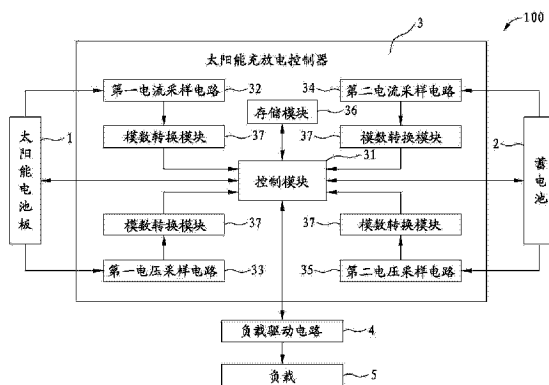 100
3
太阳能充放电控制器
第一电流采样电路 32
34 第二电流采样电路
存储模块
36
模数转换模块 37
37 模数转换模块
1
太阳能电池板
31
控制模块
2
蓄电池
模数转换模块 37
37 模数转换模块
第一电压采样电路 33
35 第二电压采样电路
负载驱动电路 4
负载 5